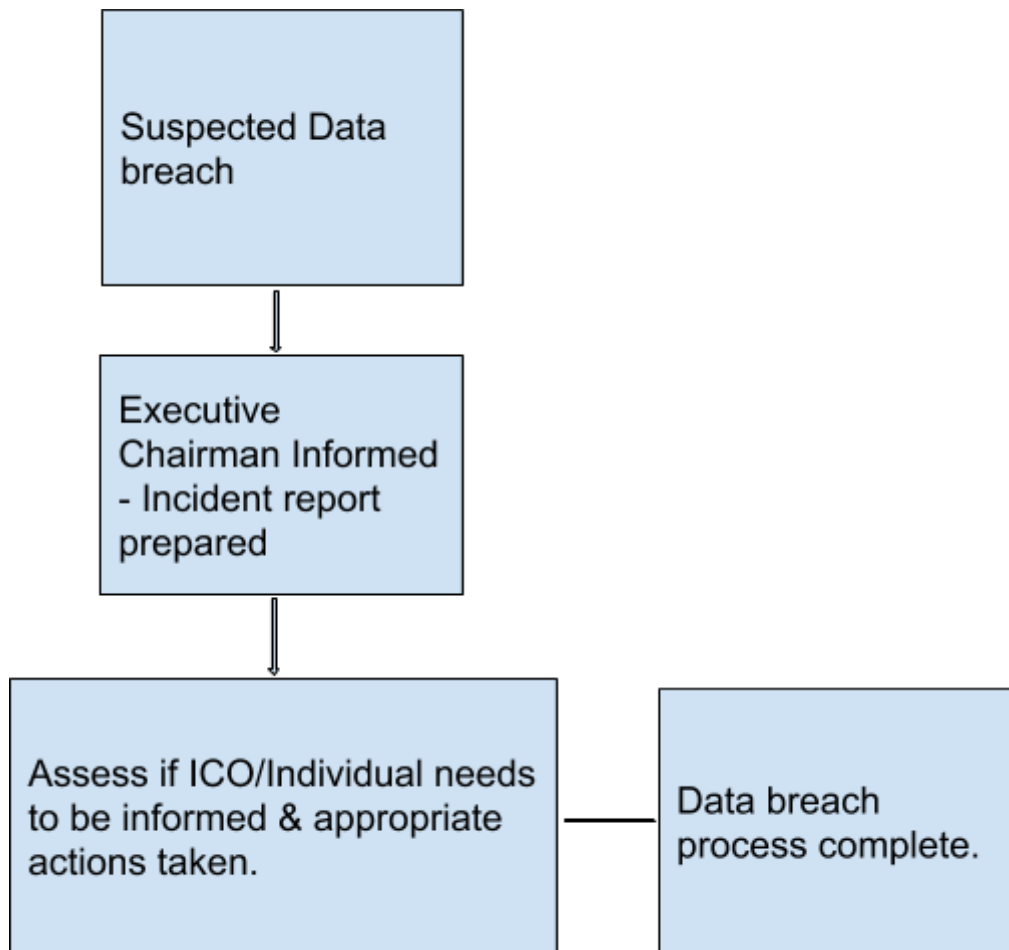 Suspected Data
breach
Executive
Chairman Informed
- Incident report
prepared
Assess if ICO/Individual needs
to be informed & appropriate
actions taken.
Data breach
process complete.